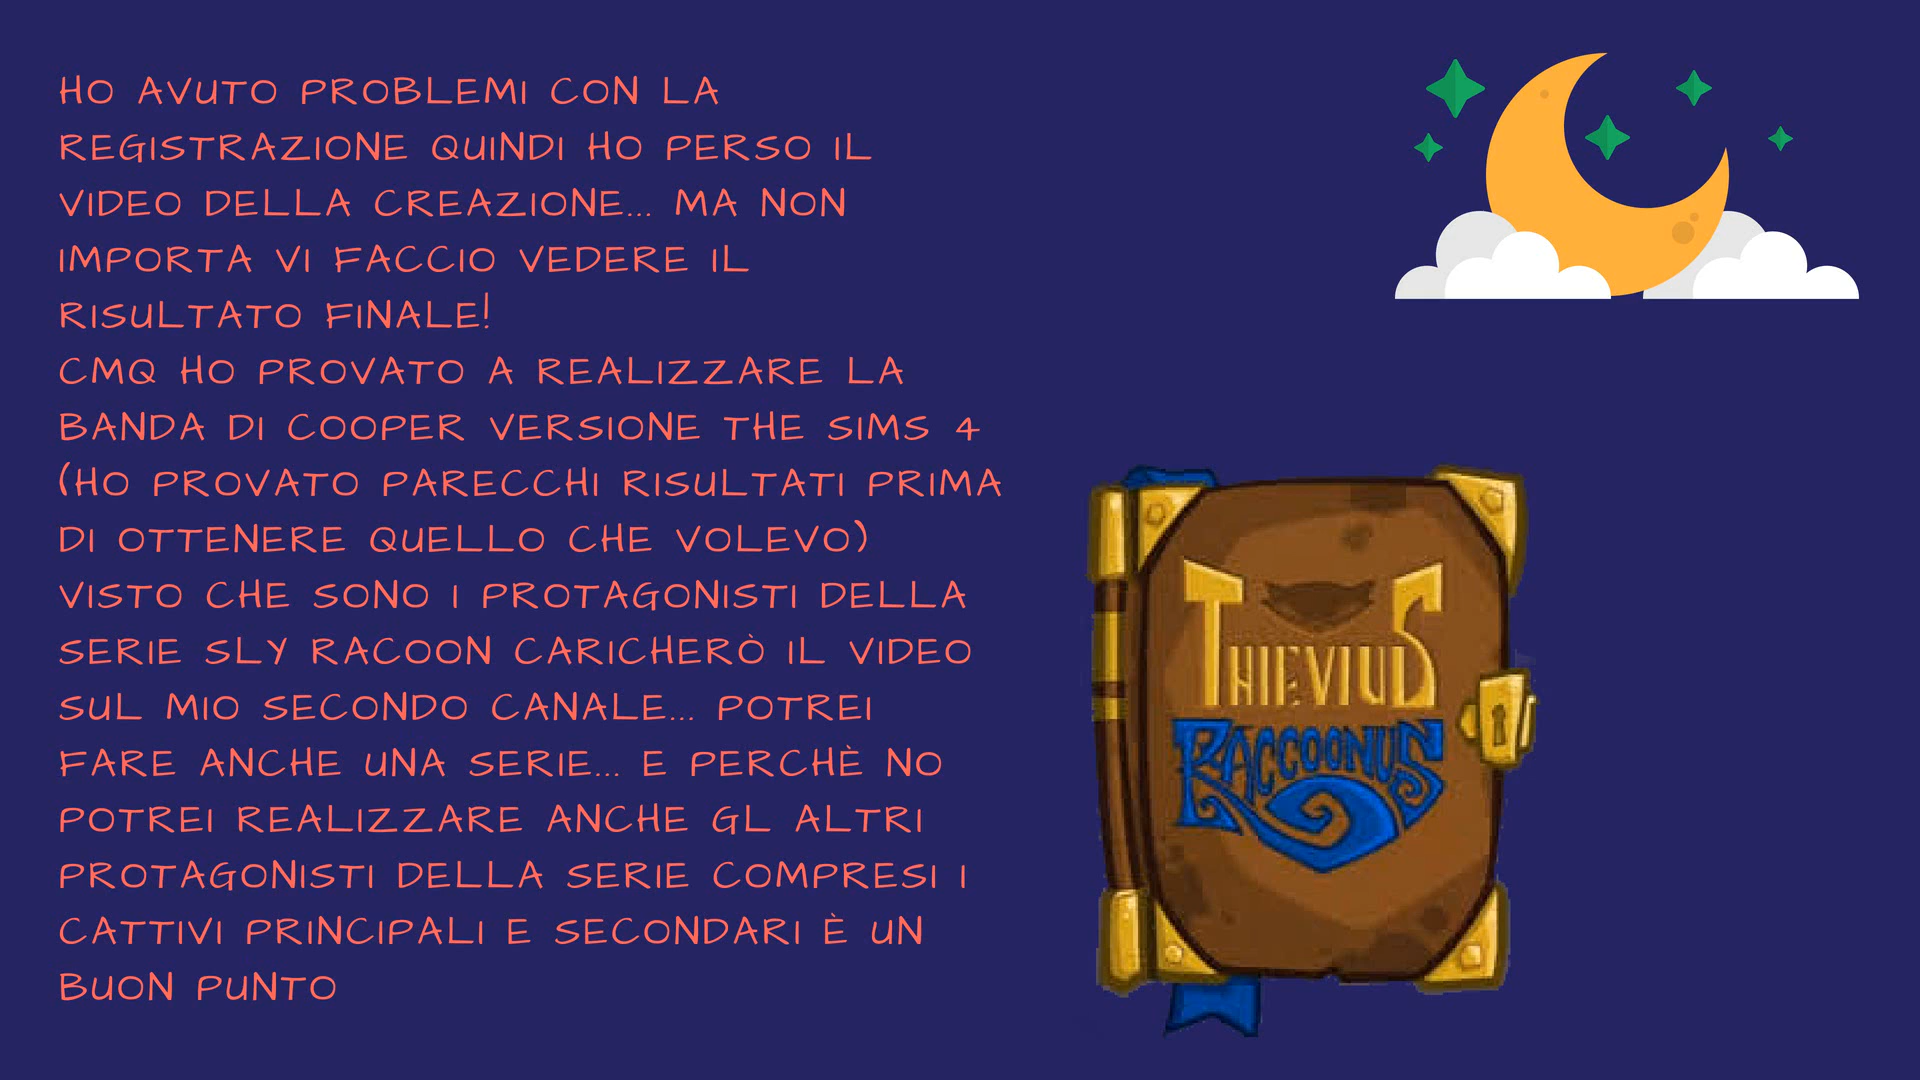 HO AVUTO PROBLEMI CON LA
REGISTRAZIONE QUINDI HO PERSO IL
VIDEO DELLA CREAZIONE... MA NON
IMPORTA VI FACCIO VEDERE IL
RISULTATO FINALE!
CMQ HO PROVATO A REALIZZARE LA
BANDA DI COOPER VERSIONE THE SIMS 4
(HO PROVATO PARECCHI RISULTATI PRIMA
DI OTTENERE QUELLO CHE VOLEVO)
VISTO CHE SONO I PROTAGONISTI DELLA
SERIE SLY RACOON CARICHERÒ IL VIDEO
SUL MIO SECONDO CANALE... POTREI
FARE ANCHE UNA SERIE... E PERCHÈ NO
POTREI REALIZZARE ANCHE GL ALTRI
PROTAGONISTI DELLA SERIE COMPRESI I
CATTIVI PRINCIPALI E SECONDARI È UN
BUON PUNTO
THIEVIUS
RACCOONUS